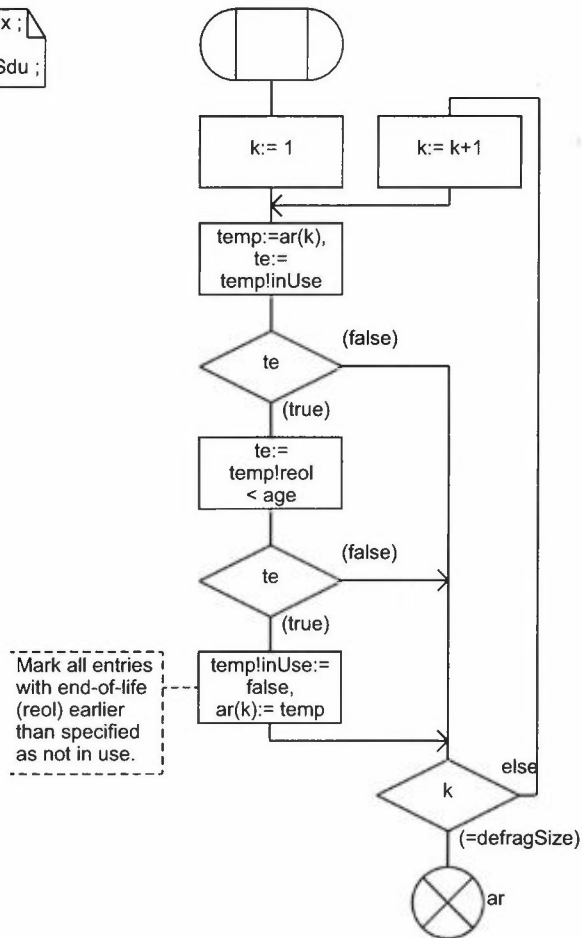 x ;
Sdu ;
k:= 1
k:= k+1
temp:=ar(k),
te:=
temp!inUse
te
(false)
(true)
te:=
temp!reol
< age
te
(false)
(true)
Mark all entries
with end-of-life
(reol) earlier
than specified
as not in use.
temp!inUse:=
false,
ar(k):= temp
k
else
(=defragSize)
ar